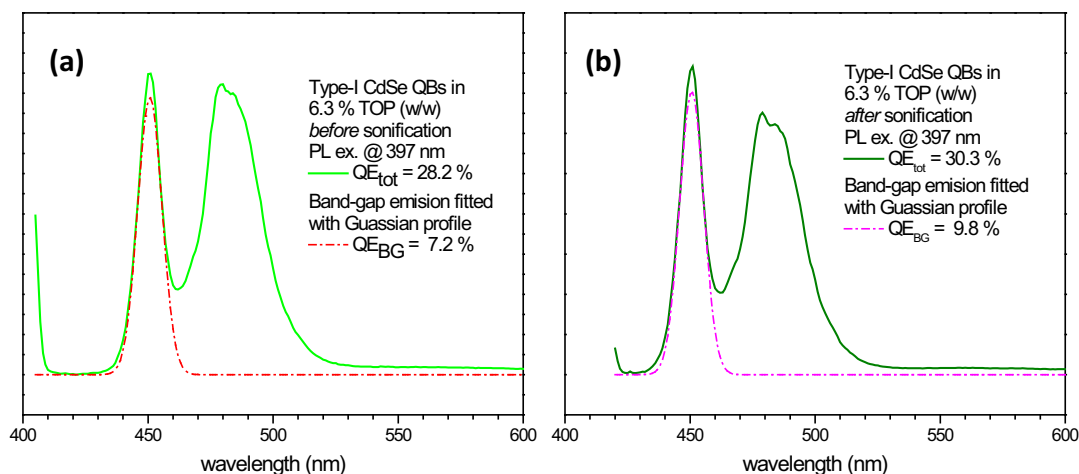 (a)
Type-I CdSe QBs in
6.3 % TOP (w/w)
before sonification
PL ex. @ 397 nm
QEtot = 28.2 %
Band-gap emision fitted
with Guassian profile
QEBG = 7.2 %
400 450 500 550 600
wavelength (nm)
(b)
Type-I CdSe QBs in
6.3 % TOP (w/w)
after sonification
PL ex. @ 397 nm
QEtot = 30.3 %
Band-gap emision fitted
with Guassian profile
QEBG = 9.8 %
400 450 500 550 600
wavelength (nm)